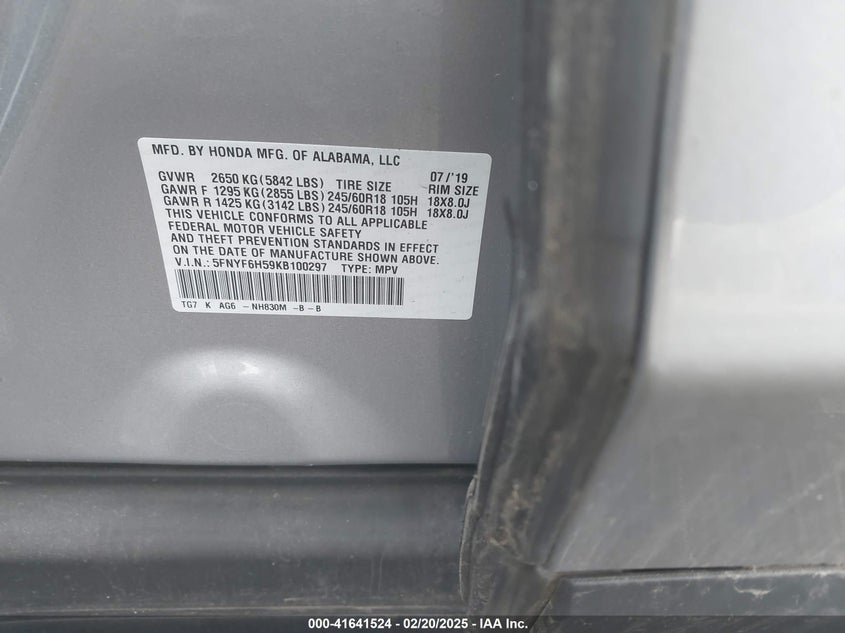 MFD. BY HONDA MFG. OF ALABAMA, LLC 07/'19
GVWR 2650 KG(5842 LBS) TIRE SIZE RIM SIZE
GAWR F 1295 KG(2855 LBS) 245/60R18 105H 18X8.0J
GAWR R 1425 KG(3142 LBS) 245/60R18 105H 18X8.0J
THIS VEHICLE CONFORMS TO ALL APPLICABLE
FEDERAL MOTOR VEHICLE SAFETY
AND THEFT PREVENTION STANDARDS IN EFFECT
ON THE DATE OF MANUFACTURE SHOWN ABOVE.
V.I.N.: 5FNYF6H59KB100297 TYPE: MPV
TG7 K AG6 -NH830M -B-B
000-41641524 / 02/20/2025 - IAAI Inc.